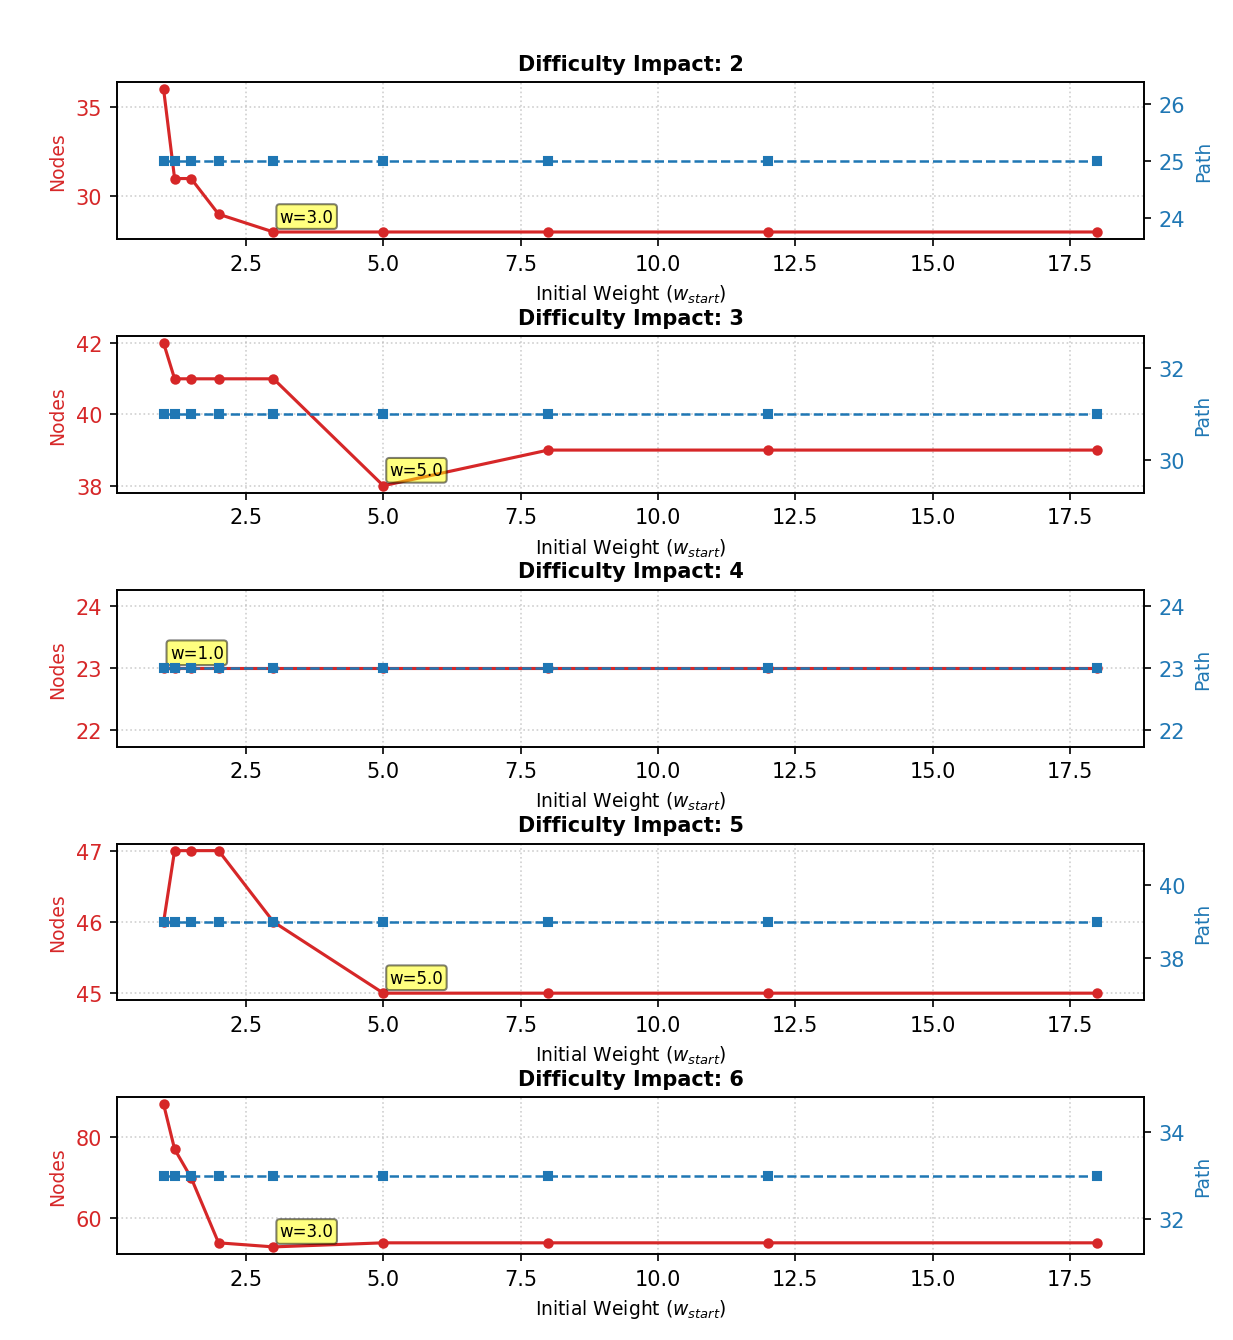 Difficulty Impact: 2
35
30
Nodes
26
25
24
Path
w=3.0
2.5 5.0 7.5 10.0 12.5 15.0 17.5
Initial Weight (w_start)
Difficulty Impact: 3
42
40
38
Nodes
32
30
Path
w=5.0
2.5 5.0 7.5 10.0 12.5 15.0 17.5
Initial Weight (w_start)
Difficulty Impact: 4
24
23
22
Nodes
24
23
22
Path
w=1.0
2.5 5.0 7.5 10.0 12.5 15.0 17.5
Initial Weight (w_start)
Difficulty Impact: 5
47
46
45
Nodes
40
38
Path
w=5.0
2.5 5.0 7.5 10.0 12.5 15.0 17.5
Initial Weight (w_start)
Difficulty Impact: 6
80
60
Nodes
34
32
Path
w=3.0
2.5 5.0 7.5 10.0 12.5 15.0 17.5
Initial Weight (w_start)